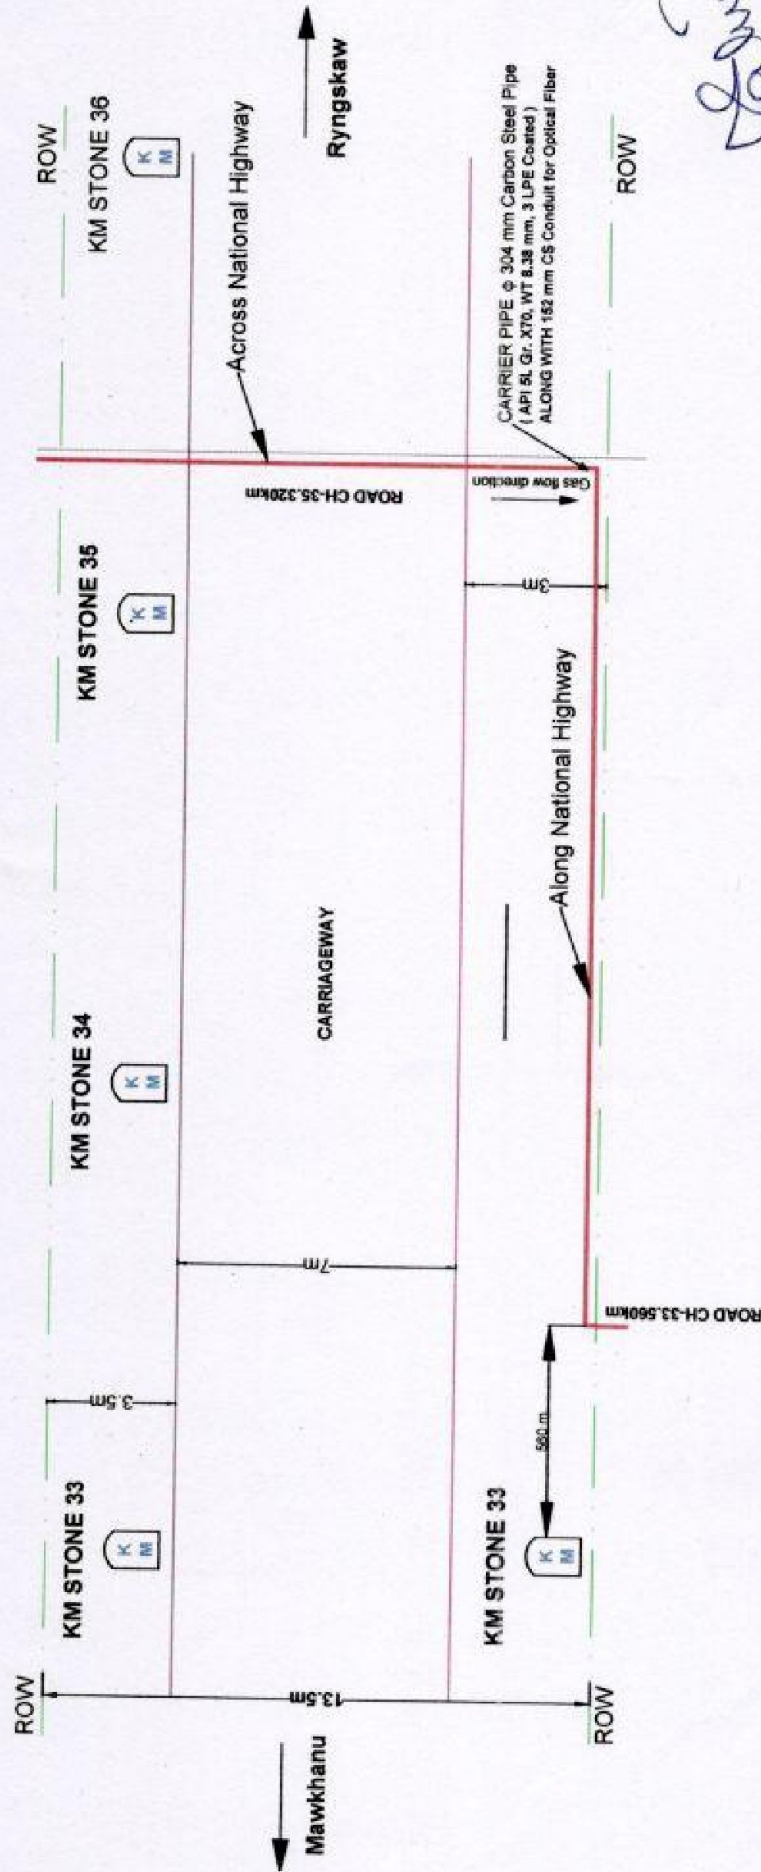 ROW
KM STONE 33
K
M
3.5m
KM STONE 34
K
M
KM STONE 35
K
M
KM STONE 36
K
M
ROW
Mawkhanu
13.5m
7m
CARRIAGEWAY
ROAD CH-35.320km
Across National Highway
Ryngskaw
KM STONE 33
K
M
560 m
ROAD CH-33.560km
Along National Highway
3m
Gas flow direction
CARRIER PIPE ф 304 mm Carbon Steel Pipe
( API 5L Gr. X70, WT 8.38 mm, 3 LPE Coated )
ALONG WITH 152 mm CS Conduit for Optical Fiber
ROW
ROW